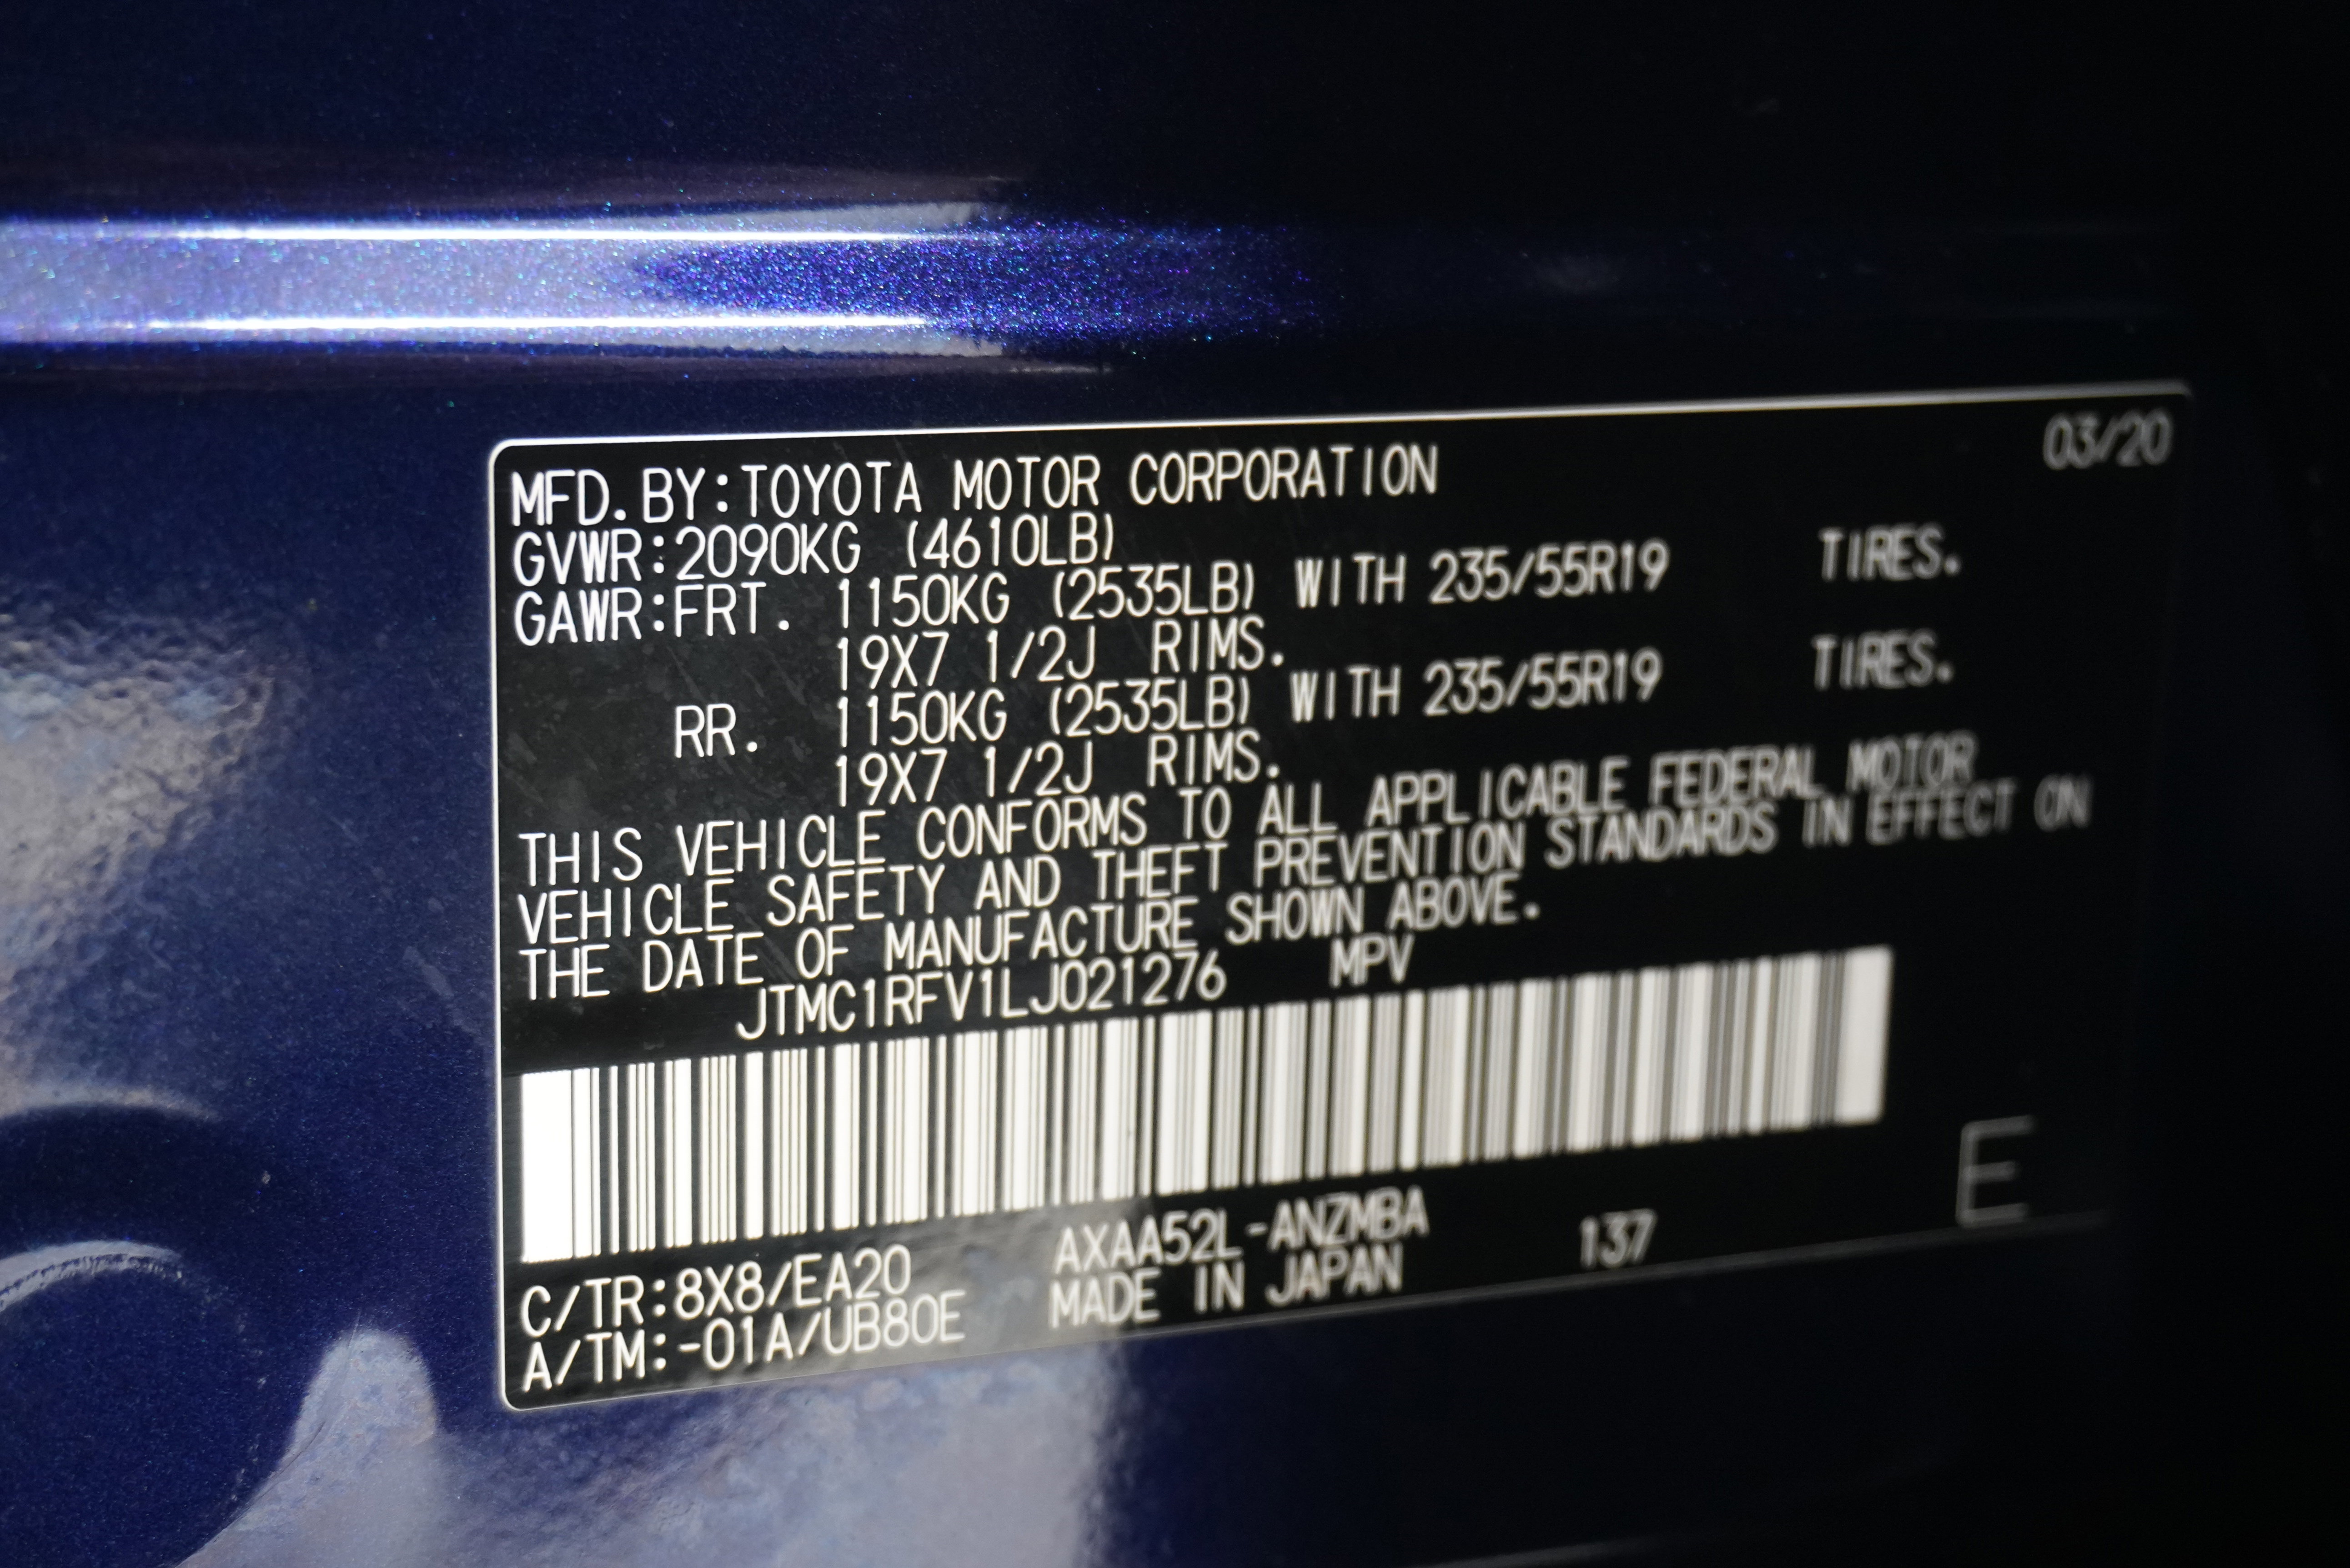 03/20
MFD.BY:TOYOTA MOTOR CORPORATION
GVWR:2090KG (4610LB)
GAWR:FRT. 1150KG (2535LB) WITH 235/55R19 TIRES.
19X7 1/2J RIMS.
RR. 1150KG (2535LB) WITH 235/55R19 TIRES.
19X7 1/2J RIMS.
THIS VEHICLE CONFORMS TO ALL APPLICABLE FEDERAL MOTOR
VEHICLE SAFETY AND THEFT PREVENTION STANDARDS IN EFFECT ON
THE DATE OF MANUFACTURE SHOWN ABOVE.
JTMC1RFV1LJ021276 MPV
E
C/TR:8X8/EA20 AXAA52L-ANZMBA 137
A/TM:-01A/UB80E MADE IN JAPAN